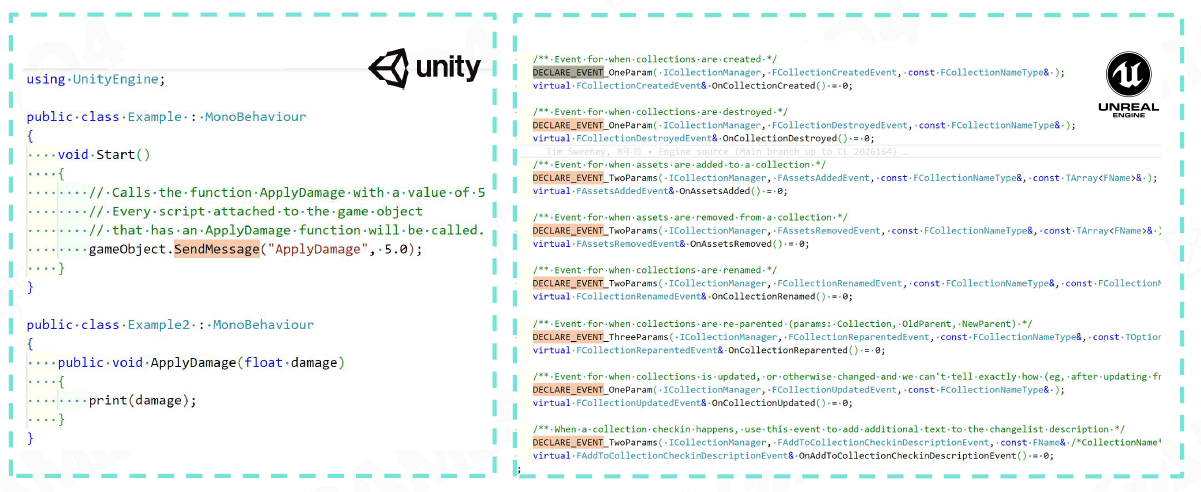 unity
using UnityEngine;
public class Example : MonoBehaviour
{
void Start()
{
// Calls the function ApplyDamage with a value of 5
// Every script attached to the game object
// that has an ApplyDamage function will be called.
gameObject.SendMessage("ApplyDamage", 5.0);
}
}
public class Example2 : MonoBehaviour
{
public void ApplyDamage(float damage)
{
print(damage);
}
}
UNREAL
ENGINE
/** Event for when collections are created */
DECLARE_EVENT_OneParam( ICollectionManager, FCollectionCreatedEvent, const FCollectionNameType& );
virtual FCollectionCreatedEvent& OnCollectionCreated() = 0;
/** Event for when collections are destroyed */
DECLARE_EVENT_OneParam( ICollectionManager, FCollectionDestroyedEvent, const FCollectionNameType& );
virtual FCollectionDestroyedEvent& OnCollectionDestroyed() = 0;
Tim Sweeney, 8年前 • Engine source (Main branch up to CL 2026164) …
/** Event for when assets are added to a collection */
DECLARE_EVENT_TwoParams( ICollectionManager, FAssetsAddedEvent, const FCollectionNameType&, const TArray<FName>& );
virtual FAssetsAddedEvent& OnAssetsAdded() = 0;
/** Event for when assets are removed from a collection */
DECLARE_EVENT_TwoParams( ICollectionManager, FAssetsRemovedEvent, const FCollectionNameType&, const TArray<FName>& )
virtual FAssetsRemovedEvent& OnAssetsRemoved() = 0;
/** Event for when collections are renamed */
DECLARE_EVENT_TwoParams( ICollectionManager, FCollectionRenamedEvent, const FCollectionNameType&, const FCollectionN
virtual FCollectionRenamedEvent& OnCollectionRenamed() = 0;
/** Event for when collections are re-parented (params: Collection, OldParent, NewParent) */
DECLARE_EVENT_ThreeParams( ICollectionManager, FCollectionReparentedEvent, const FCollectionNameType&, const TOption
virtual FCollectionReparentedEvent& OnCollectionReparented() = 0;
/** Event for when collections is updated, or otherwise changed and we can't tell exactly how (eg, after updating fr
DECLARE_EVENT_OneParam( ICollectionManager, FCollectionUpdatedEvent, const FCollectionNameType& );
virtual FCollectionUpdatedEvent& OnCollectionUpdated() = 0;
/** When a collection checkin happens, use this event to add additional text to the changelist description */
DECLARE_EVENT_TwoParams( ICollectionManager, FAddToCollectionCheckinDescriptionEvent, const FName& /*CollectionName*
virtual FAddToCollectionCheckinDescriptionEvent& OnAddToCollectionCheckinDescriptionEvent() = 0;
;